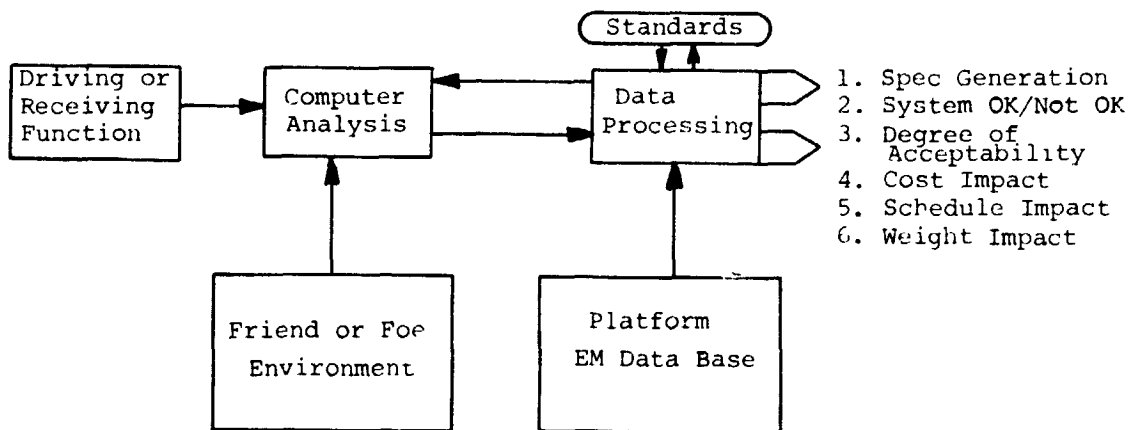 Standards
Driving or
Receiving
Function
Computer
Analysis
Data
Processing
1. Spec Generation
2. System OK/Not OK
3. Degree of
Acceptability
4. Cost Impact
5. Schedule Impact
6. Weight Impact
Friend or Foe
Environment
Platform
EM Data Base